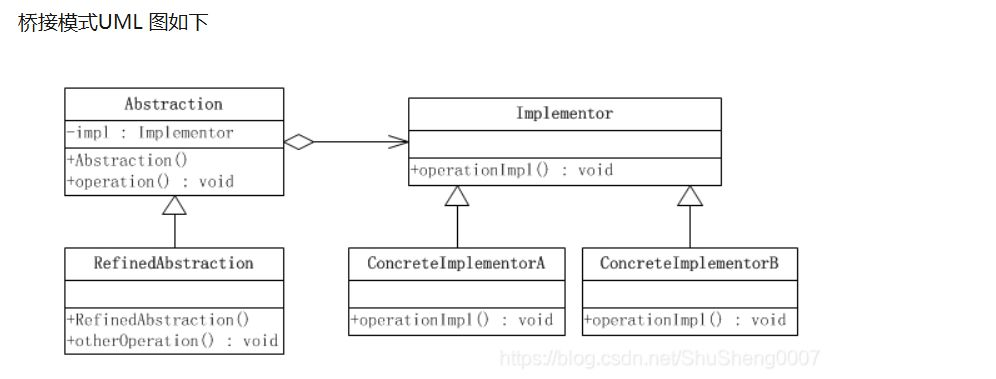 桥接模式UML 图如下
Abstraction
-impl : Implementor
+Abstraction()
+operation() : void
Implementor
+operationImpl() : void
RefinedAbstraction
+RefinedAbstraction()
+otherOperation() : void
ConcreteImplementorA
+operationImpl() : void
ConcreteImplementorB
+operationImpl() : void
https://blog.csdn.net/ShuSheng0007